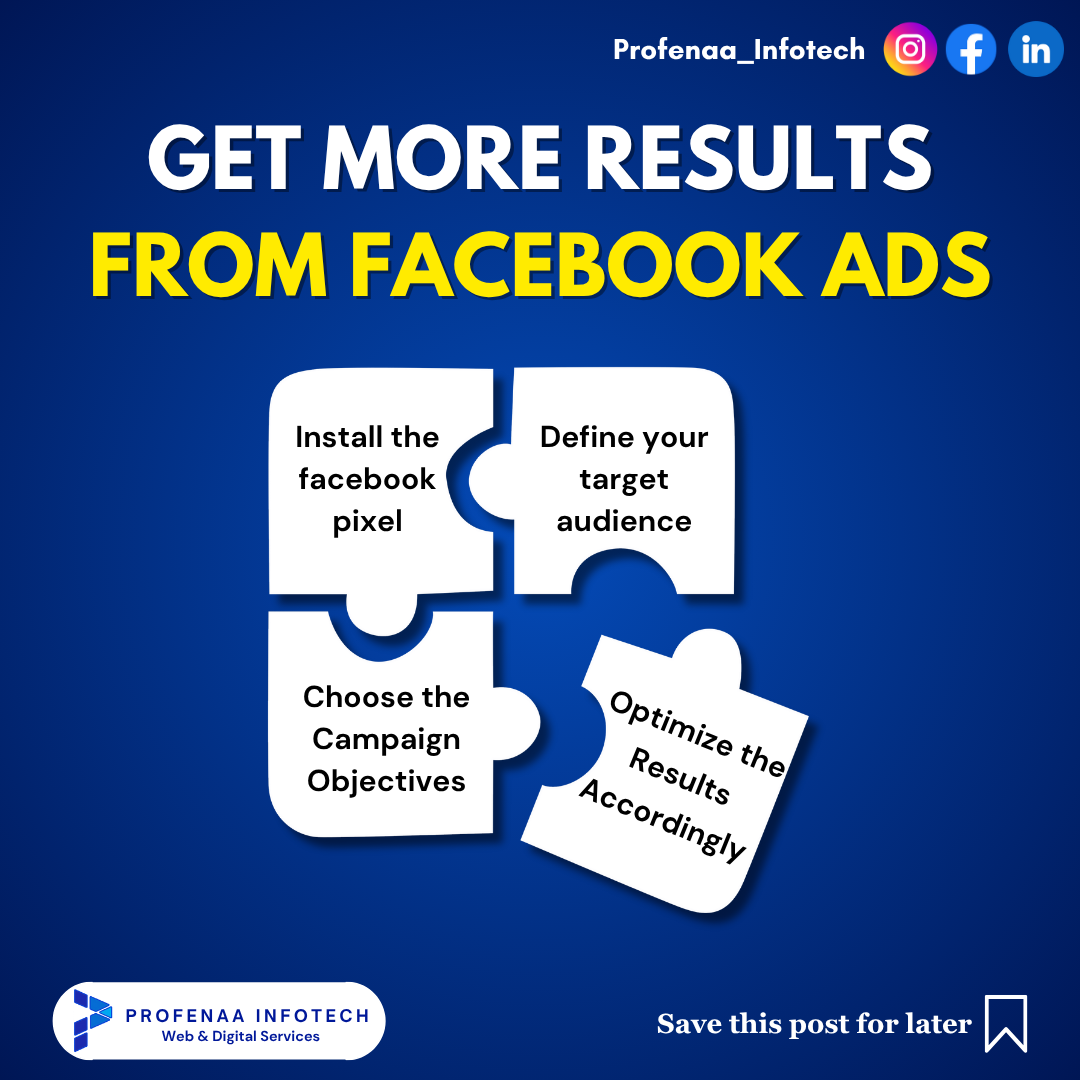 Profenaa_Infotech
GET MORE RESULTS
FROM FACEBOOK ADS
Install the
facebook
pixel
Define your
target
audience
Choose the
Campaign
Objectives
Optimize the
Results
Accordingly
PROFENAA INFOTECH
Web & Digital Services
Save this post for later